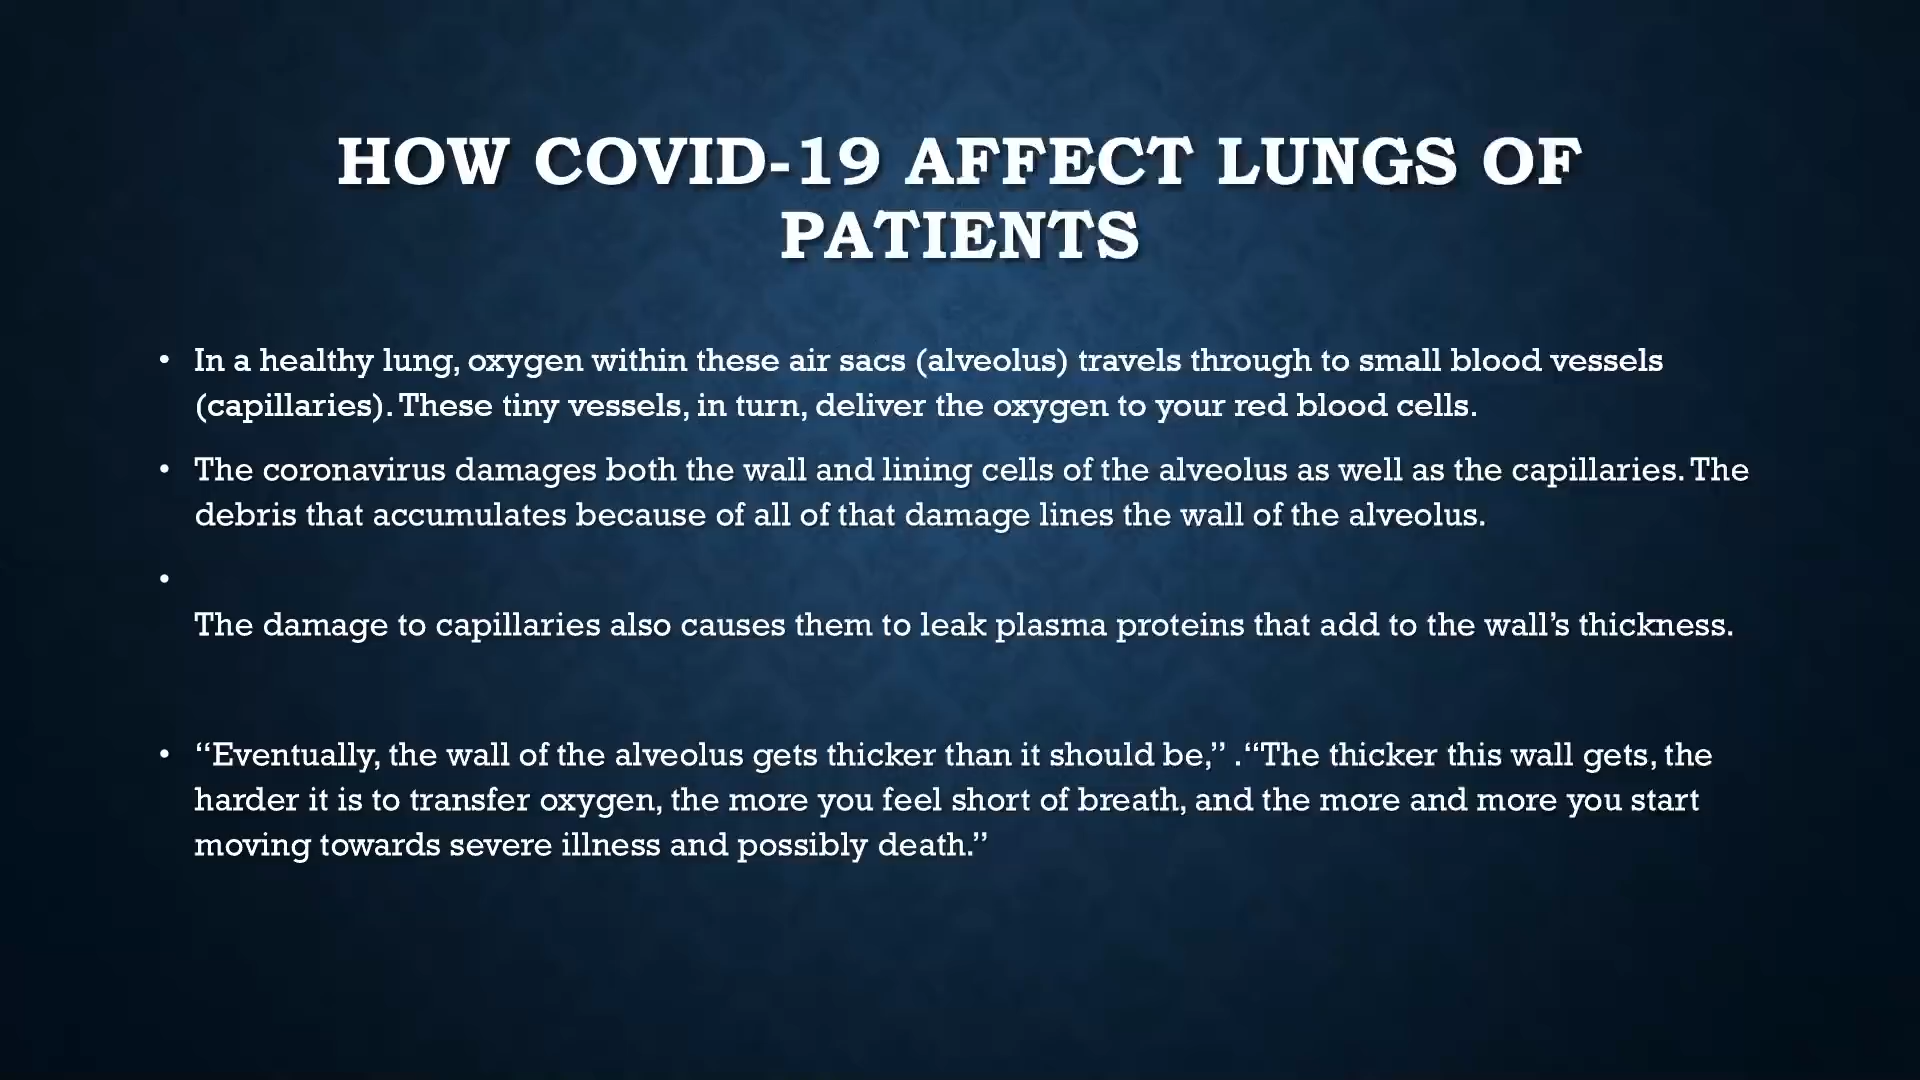 HOW COVID-19 AFFECT LUNGS OF
PATIENTS
• In a healthy lung, oxygen within these air sacs (alveolus) travels through to small blood vessels
(capillaries). These tiny vessels, in turn, deliver the oxygen to your red blood cells.
• The coronavirus damages both the wall and lining cells of the alveolus as well as the capillaries. The
debris that accumulates because of all of that damage lines the wall of the alveolus.
•
The damage to capillaries also causes them to leak plasma proteins that add to the wall’s thickness.
• “Eventually, the wall of the alveolus gets thicker than it should be,” .“The thicker this wall gets, the
harder it is to transfer oxygen, the more you feel short of breath, and the more and more you start
moving towards severe illness and possibly death.”